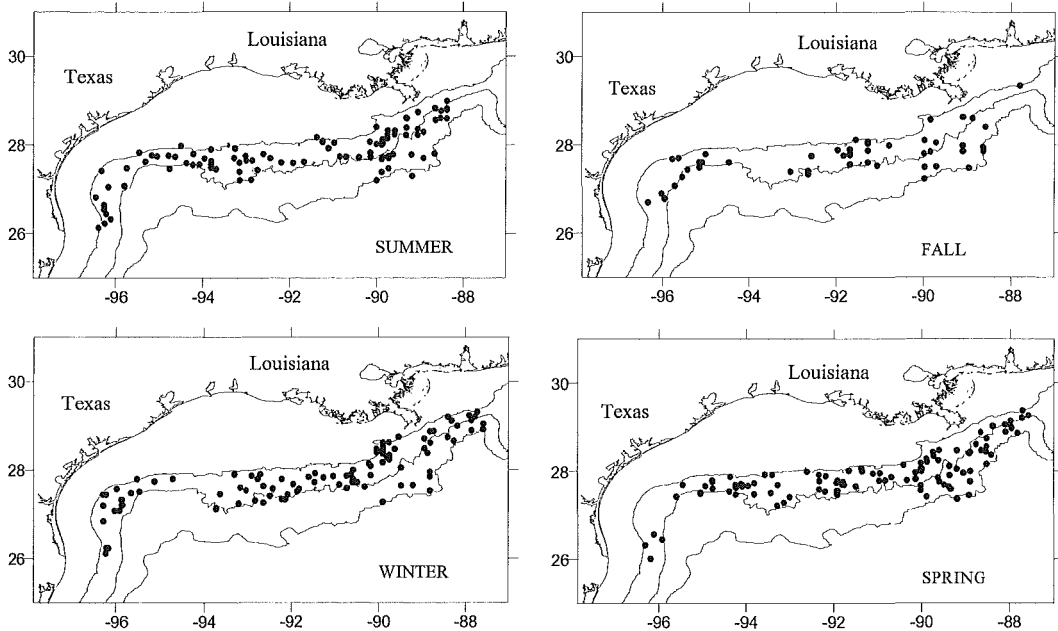 30
28
26
Texas
Louisiana
SUMMER
-96
-94
-92
-90
-88
30
28
26
Texas
Louisiana
FALL
-96
-94
-92
-90
-88
30
28
26
Texas
Louisiana
WINTER
-96
-94
-92
-90
-88
30
28
26
Texas
Louisiana
SPRING
-96
-94
-92
-90
-88